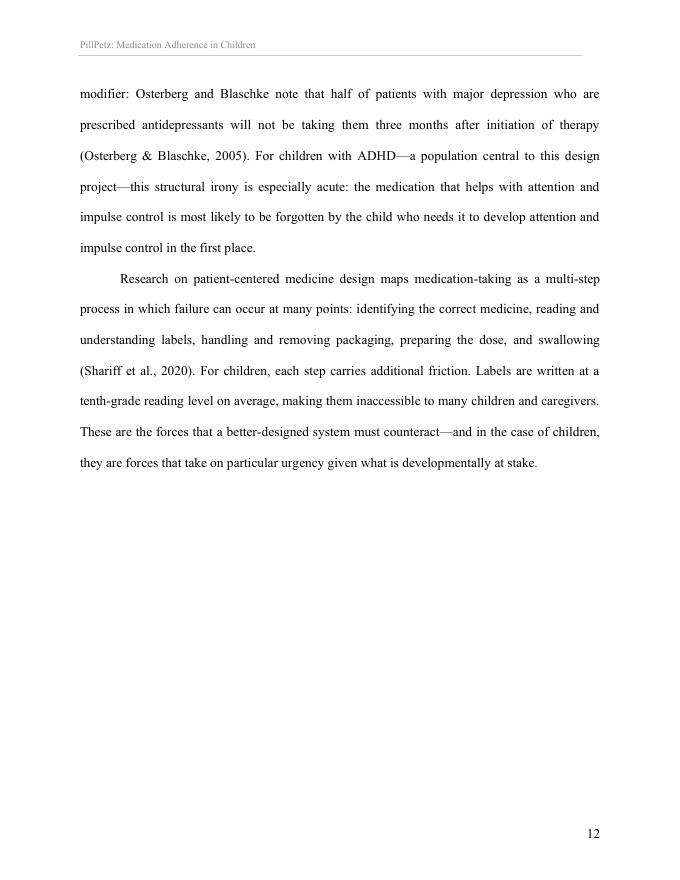 PillPetz: Medication Adherence in Children
modifier: Osterberg and Blaschke note that half of patients with major depression who are
prescribed antidepressants will not be taking them three months after initiation of therapy
(Osterberg & Blaschke, 2005). For children with ADHD—a population central to this design
project—this structural irony is especially acute: the medication that helps with attention and
impulse control is most likely to be forgotten by the child who needs it to develop attention and
impulse control in the first place.
Research on patient-centered medicine design maps medication-taking as a multi-step
process in which failure can occur at many points: identifying the correct medicine, reading and
understanding labels, handling and removing packaging, preparing the dose, and swallowing
(Shariff et al., 2020). For children, each step carries additional friction. Labels are written at a
tenth-grade reading level on average, making them inaccessible to many children and caregivers.
These are the forces that a better-designed system must counteract—and in the case of children,
they are forces that take on particular urgency given what is developmentally at stake.
12